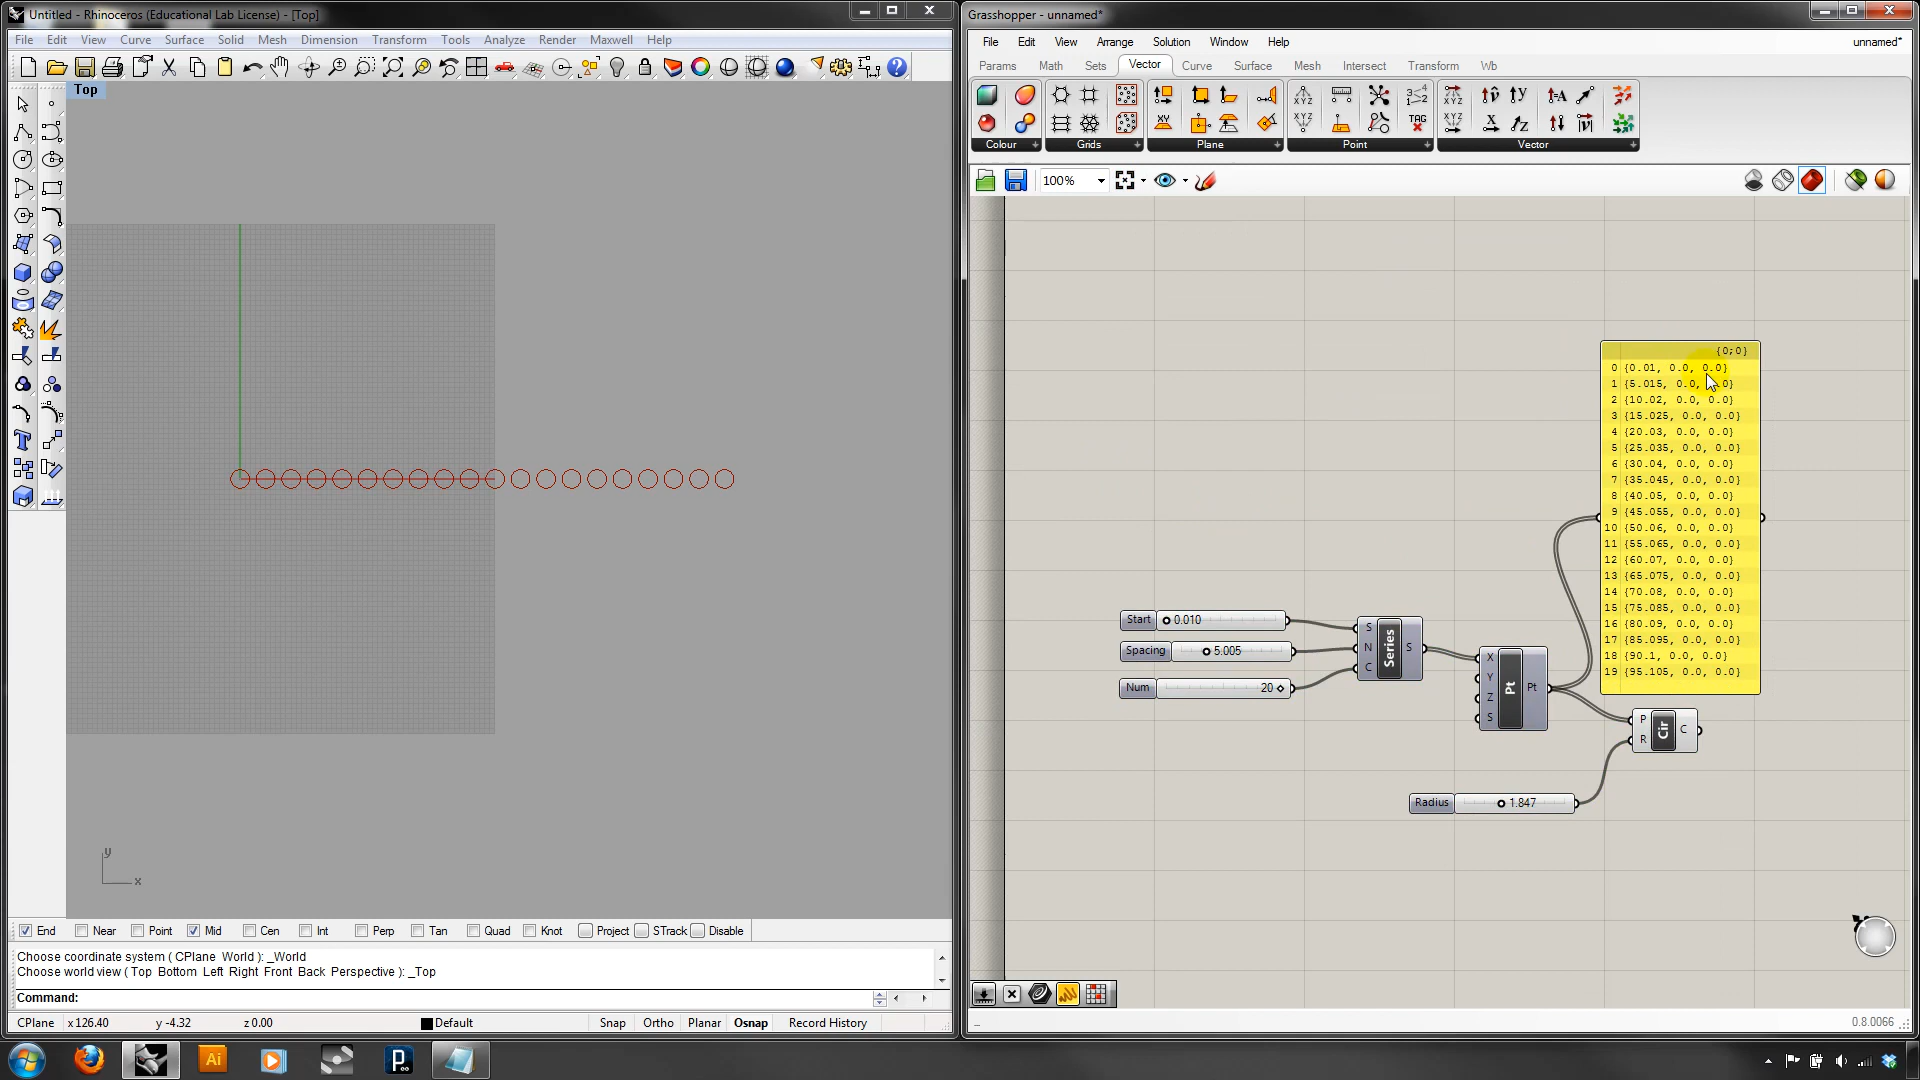 Untitled - Rhinoceros (Educational Lab License) - [Top]
File Edit View Curve Surface Solid Mesh Dimension Transform Tools Analyze Render Maxwell Help
Top
y
x
End Near Point Mid Cen Int Perp Tan Quad Knot Project STrack Disable
Choose coordinate system ( CPlane World ): _World
Choose world view ( Top Bottom Left Right Front Back Perspective ): _Top
Command:
CPlane x 126.40 y -4.32 z 0.00 Default Snap Ortho Planar Osnap Record History
Grasshopper - unnamed*
File Edit View Arrange Solution Window Help unnamed*
Params Math Sets Vector Curve Surface Mesh Intersect Transform Wb
Colour Grids Plane Point Vector
100%
{0;0}
0 {0.01, 0.0, 0.0}
1 {5.015, 0.0, 0.0}
2 {10.02, 0.0, 0.0}
3 {15.025, 0.0, 0.0}
4 {20.03, 0.0, 0.0}
5 {25.035, 0.0, 0.0}
6 {30.04, 0.0, 0.0}
7 {35.045, 0.0, 0.0}
8 {40.05, 0.0, 0.0}
9 {45.055, 0.0, 0.0}
10 {50.06, 0.0, 0.0}
11 {55.065, 0.0, 0.0}
12 {60.07, 0.0, 0.0}
13 {65.075, 0.0, 0.0}
14 {70.08, 0.0, 0.0}
15 {75.085, 0.0, 0.0}
16 {80.09, 0.0, 0.0}
17 {85.095, 0.0, 0.0}
18 {90.1, 0.0, 0.0}
19 {95.105, 0.0, 0.0}
Start 0.010
Spacing 5.005
Num 20
S
N
C
Series
S
X
Y
Z
S
Pt
Pt
P
R
Cir
C
Radius 1.847
0.8.0066
Ai
P